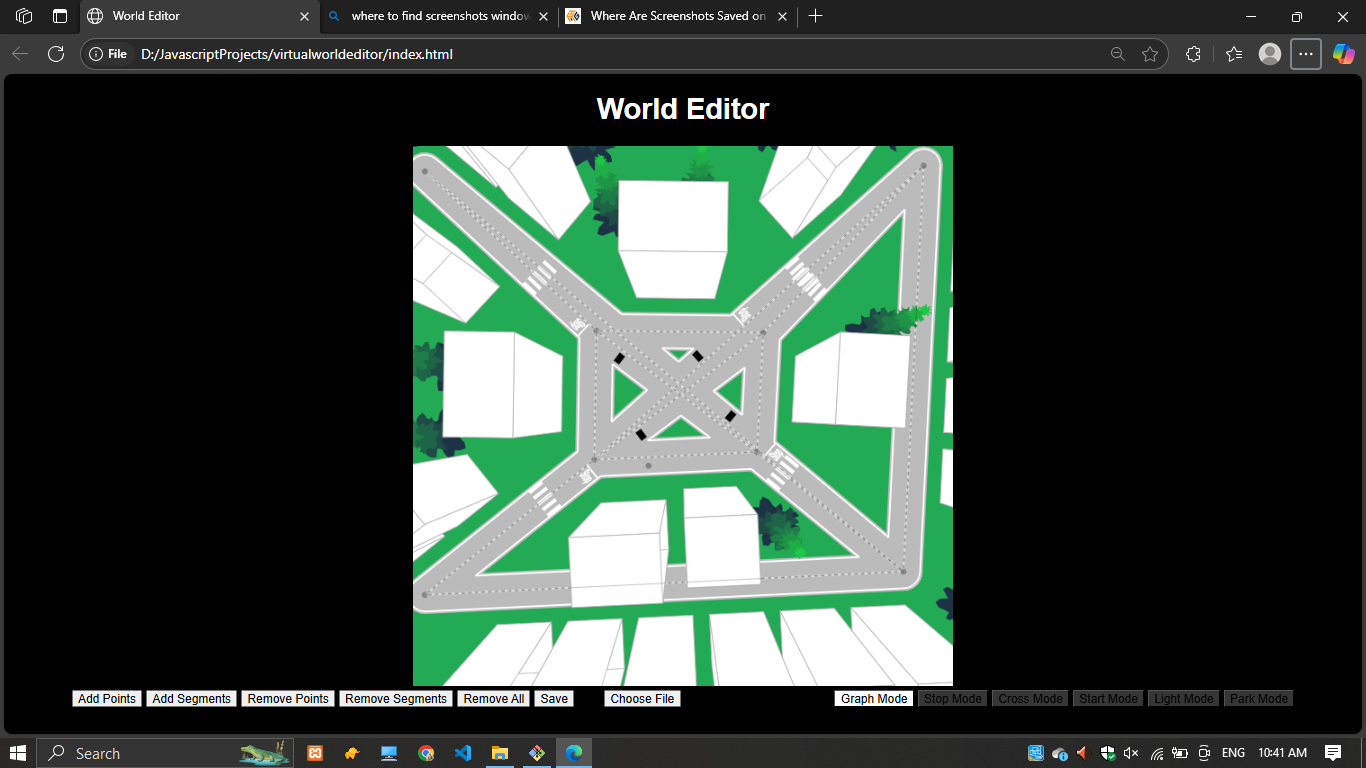 World Editor
where to find screenshots window
Where Are Screenshots Saved on
File
D:/JavascriptProjects/virtualworldeditor/index.html
World Editor
Add Points Add Segments Remove Points Remove Segments Remove All Save Choose File Graph Mode Stop Mode Cross Mode Start Mode Light Mode Park Mode
Search
ENG 10:41 AM